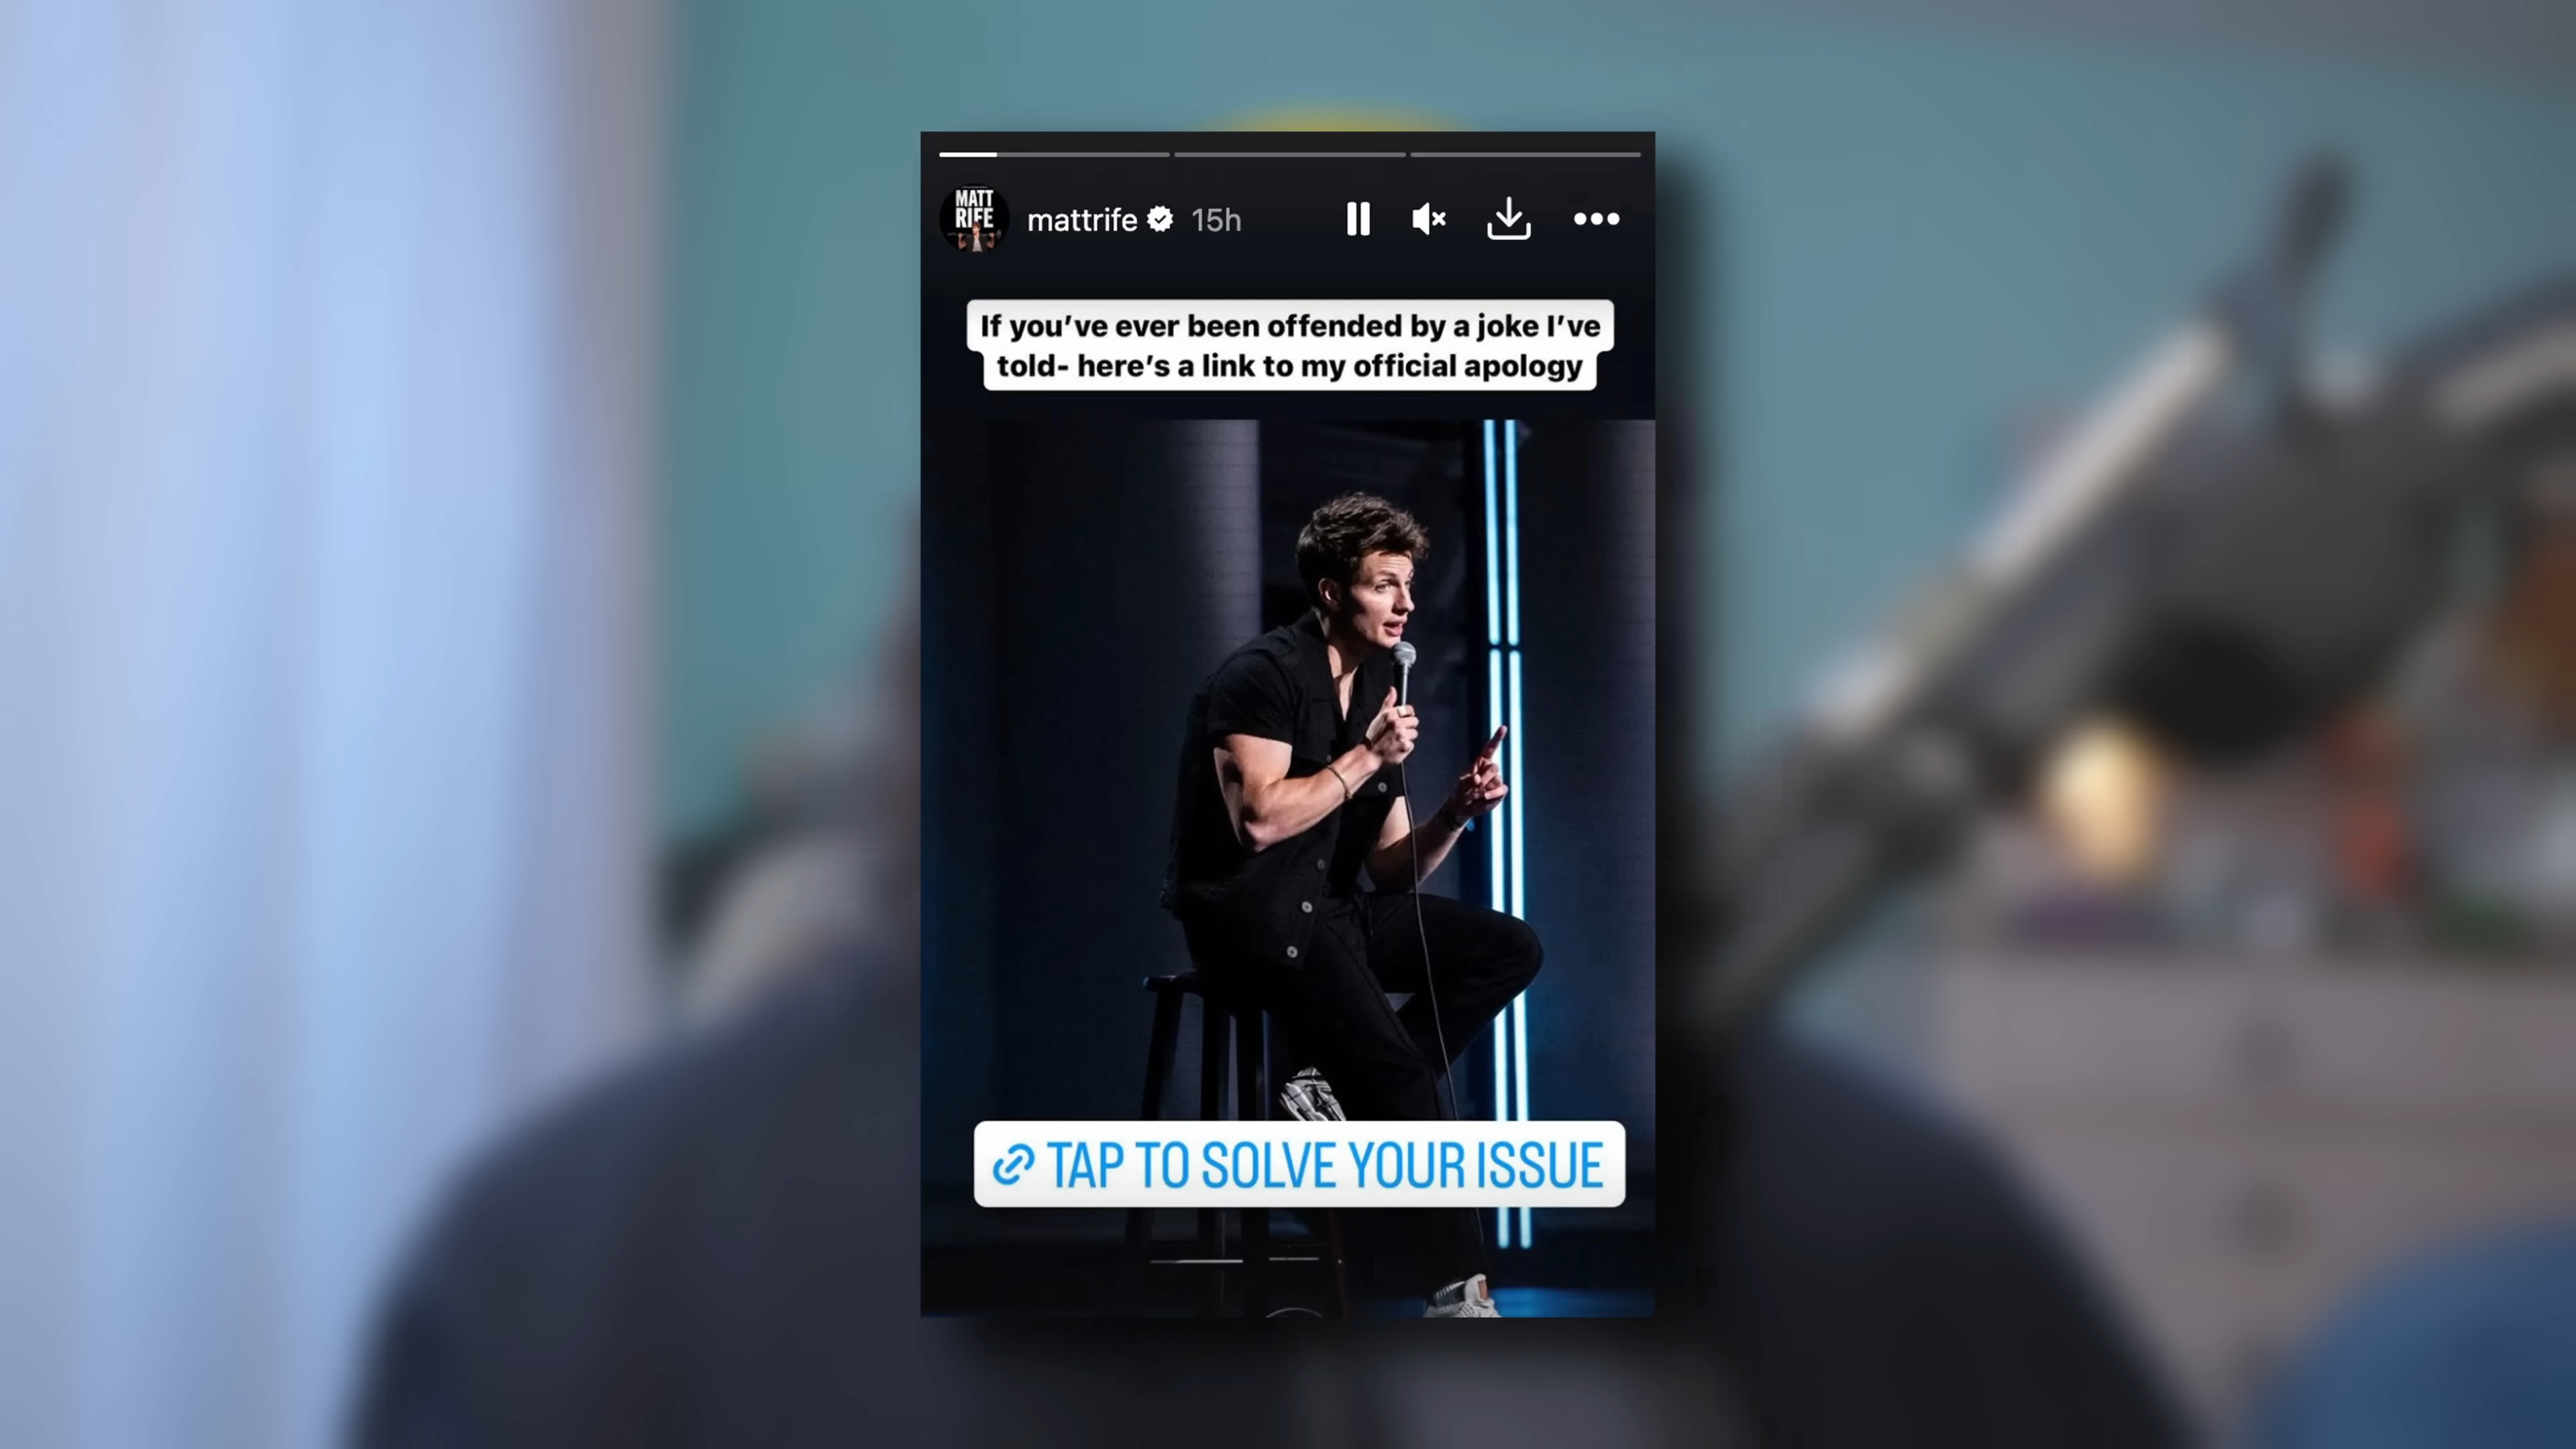 MATT
RIFE
mattrife 15h
If you’ve ever been offended by a joke I’ve
told- here’s a link to my official apology
TAP TO SOLVE YOUR ISSUE